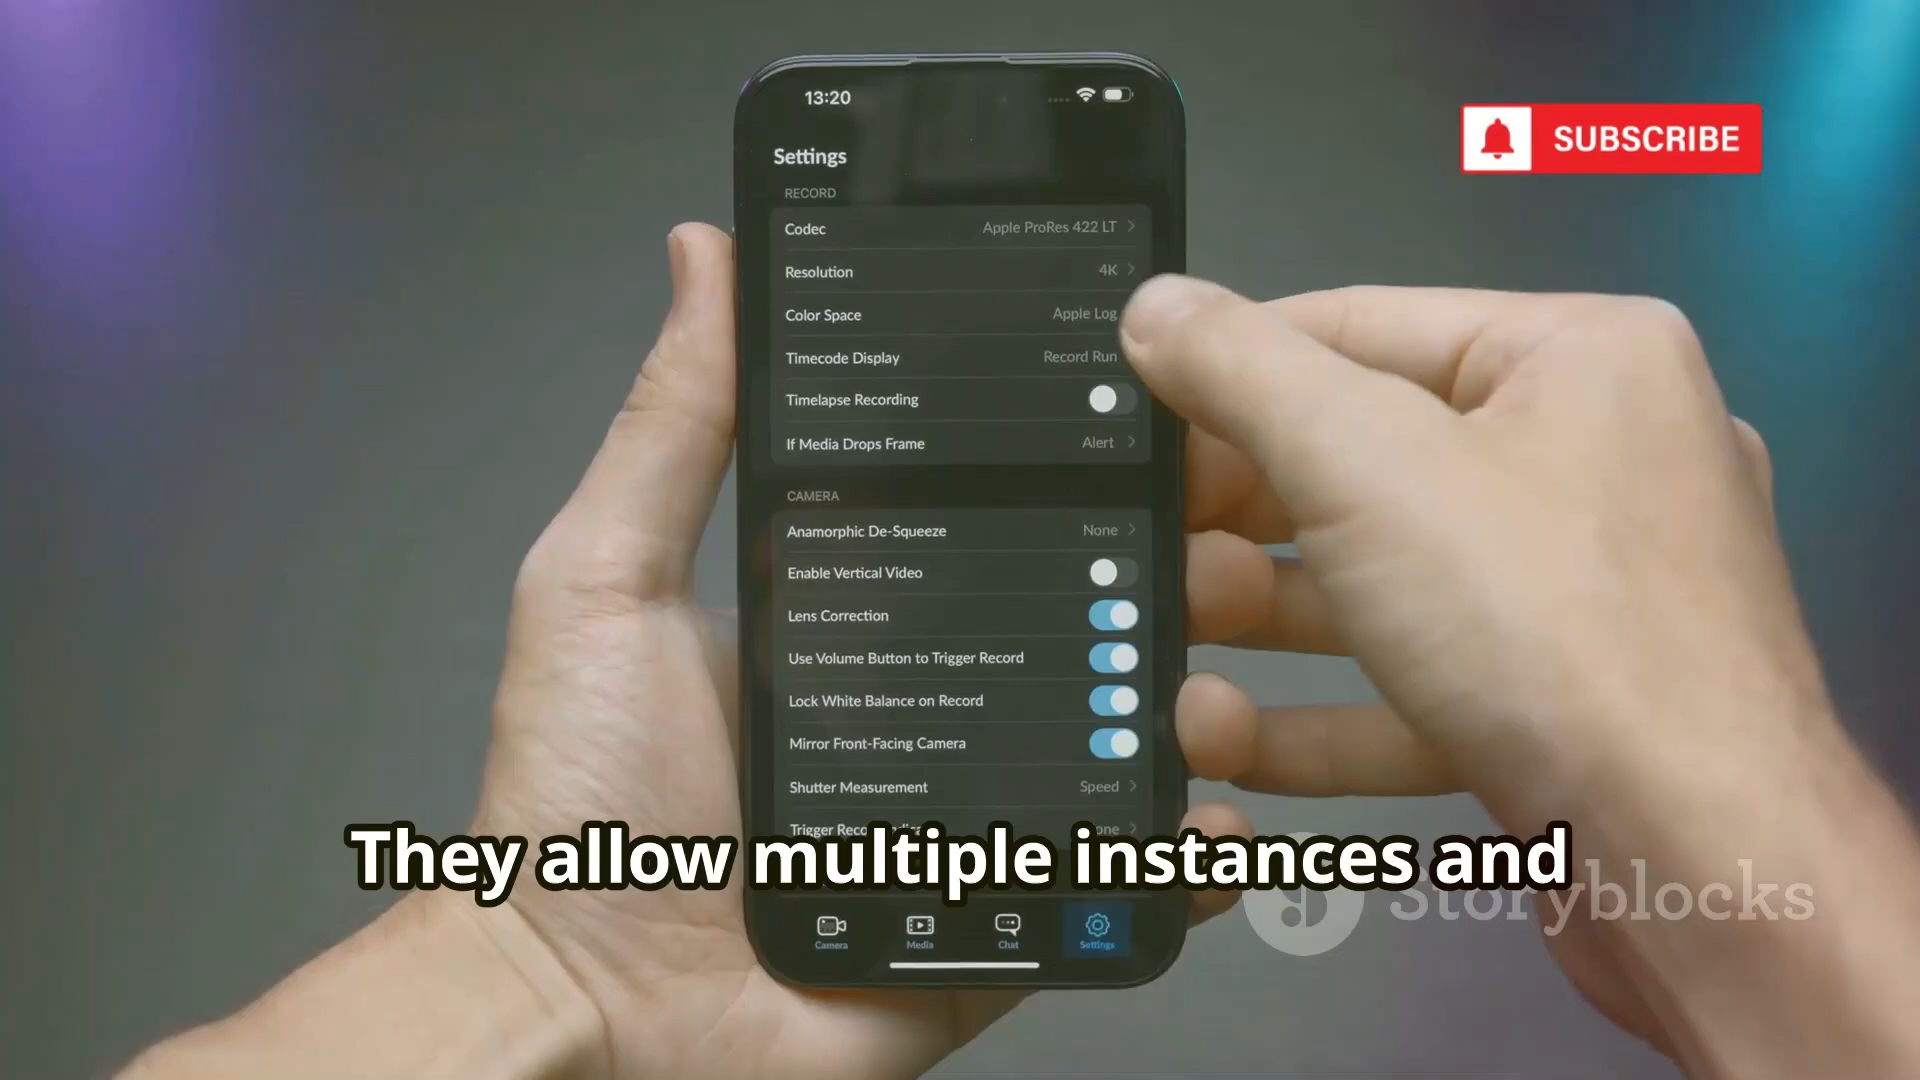 13:20
SUBSCRIBE
Settings
RECORD
Codec Apple ProRes 422 LT
Resolution 4K
Color Space Apple Log
Timecode Display Record Run
Timelapse Recording
If Media Drops Frame Alert
CAMERA
Anamorphic De-Squeeze None
Enable Vertical Video
Lens Correction
Use Volume Button to Trigger Record
Lock White Balance on Record
Mirror Front-Facing Camera
Shutter Measurement Speed
Trigger
They allow multiple instances and
Storyblocks
Camera Media Chat Settings